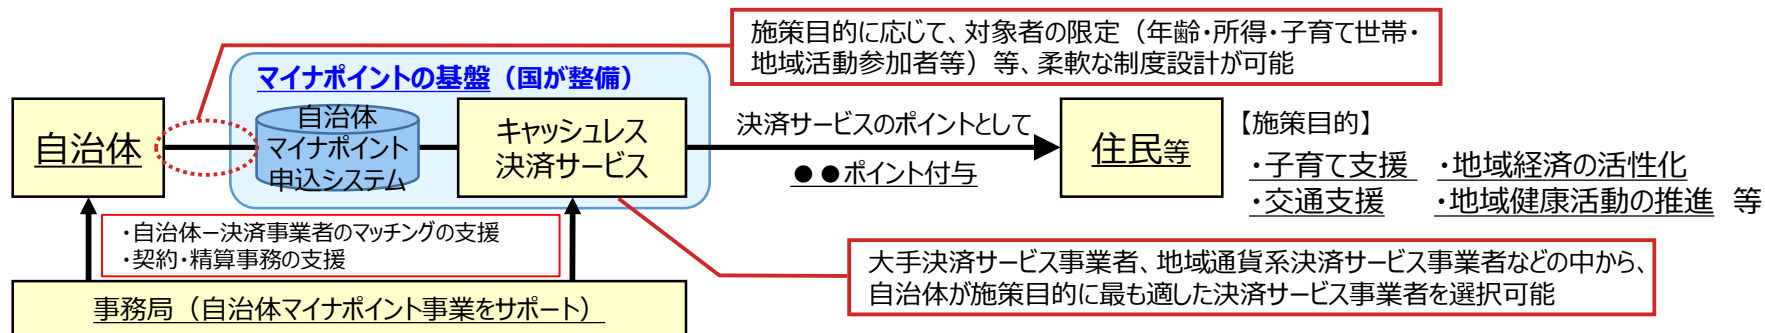 施策目的に応じて、対象者の限定（年齢・所得・子育て世帯・
地域活動参加者等）等、柔軟な制度設計が可能
マイナポイントの基盤（国が整備）
自治体
自治体
マイナポイント
申込システム
キャッシュレス
決済サービス
決済サービスのポイントとして
●●ポイント付与
住民等
【施策目的】
・子育て支援　・地域経済の活性化
・交通支援　・地域健康活動の推進　等
・自治体－決済事業者のマッチングの支援
・契約・精算事務の支援
大手決済サービス事業者、地域通貨系決済サービス事業者などの中から、
自治体が施策目的に最も適した決済サービス事業者を選択可能
事務局（自治体マイナポイント事業をサポート）